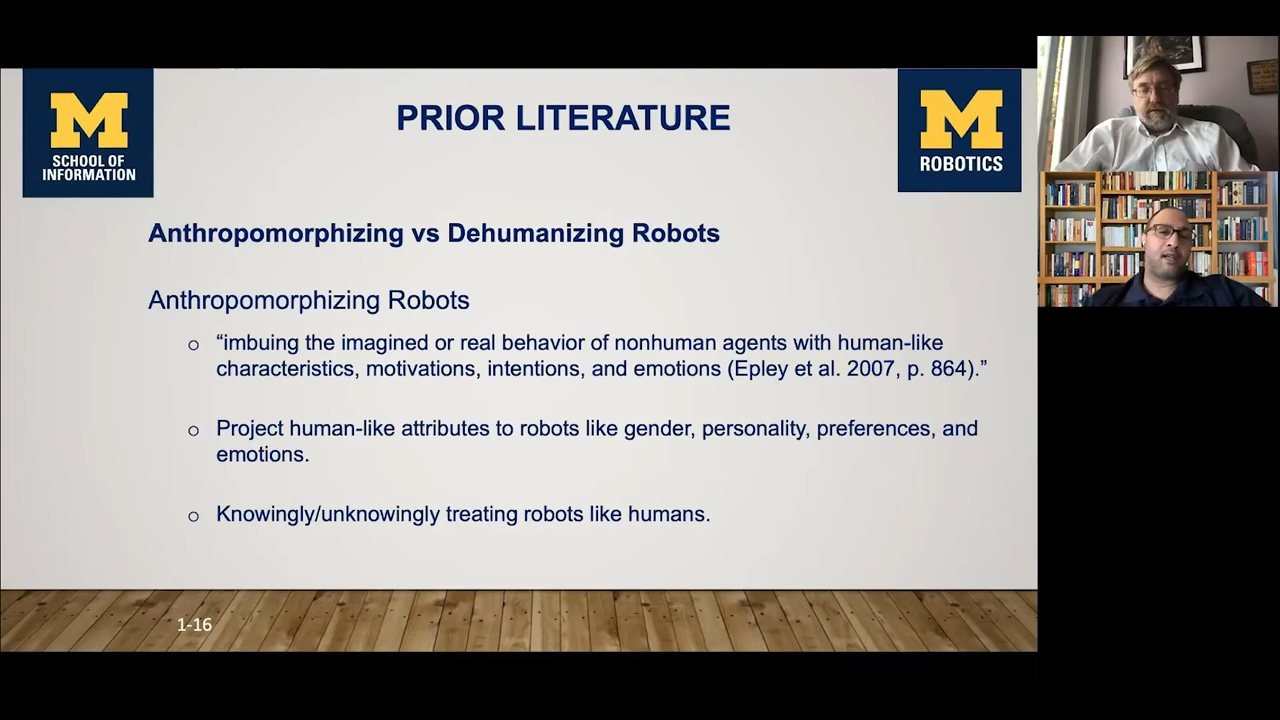 PRIOR LITERATURE
M
SCHOOL OF
INFORMATION
M
ROBOTICS
Anthropomorphizing vs Dehumanizing Robots
Anthropomorphizing Robots
o “imbuing the imagined or real behavior of nonhuman agents with human-like
characteristics, motivations, intentions, and emotions (Epley et al. 2007, p. 864).”
o Project human-like attributes to robots like gender, personality, preferences, and
emotions.
o Knowingly/unknowingly treating robots like humans.
1-16